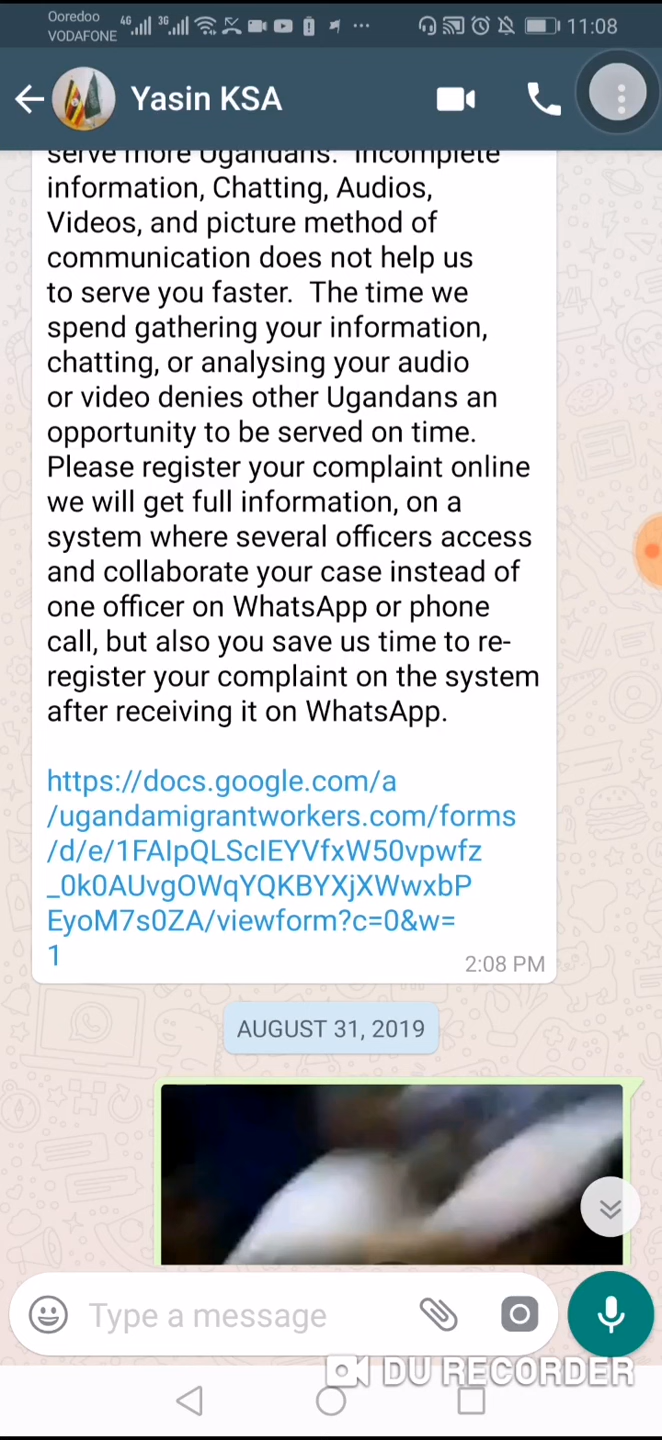 Ooredoo
VODAFONE
4G
3G
11:08
Yasin KSA
serve more Ugandans. Incomplete
information, Chatting, Audios,
Videos, and picture method of
communication does not help us
to serve you faster. The time we
spend gathering your information,
chatting, or analysing your audio
or video denies other Ugandans an
opportunity to be served on time.
Please register your complaint online
we will get full information, on a
system where several officers access
and collaborate your case instead of
one officer on WhatsApp or phone
call, but also you save us time to re-
register your complaint on the system
after receiving it on WhatsApp.
https://docs.google.com/a
/ugandamigrantworkers.com/forms
/d/e/1FAIpQLScIEYVfxW50vpwfz
_0k0AUvgOWqYQKBYXjXWwxbP
EyoM7s0ZA/viewform?c=0&w=
1
2:08 PM
AUGUST 31, 2019
Type a message
DU RECORDER